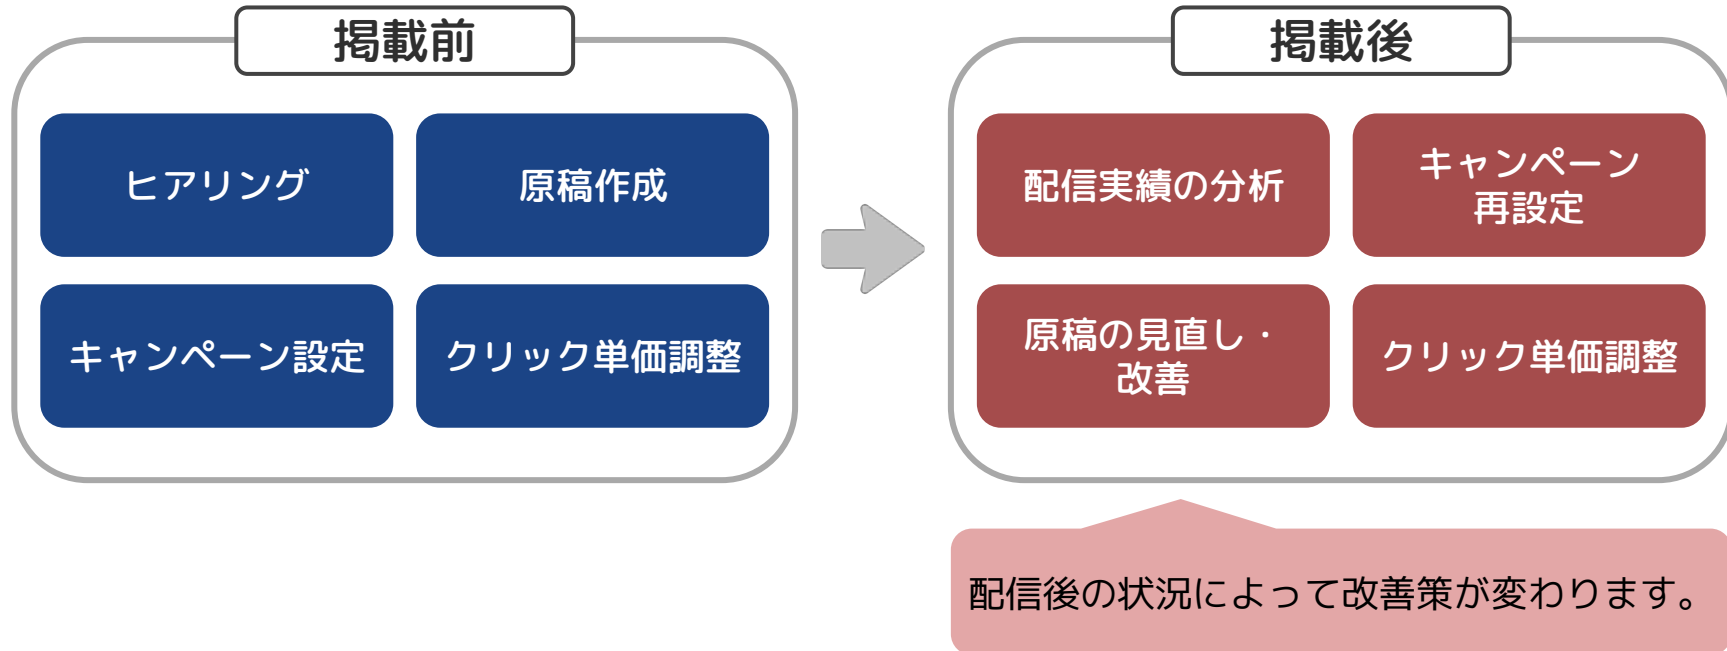 掲載前
ヒアリング
原稿作成
キャンペーン設定
クリック単価調整
掲載後
配信実績の分析
キャンペーン
再設定
原稿の見直し・
改善
クリック単価調整
配信後の状況によって改善策が変わります。